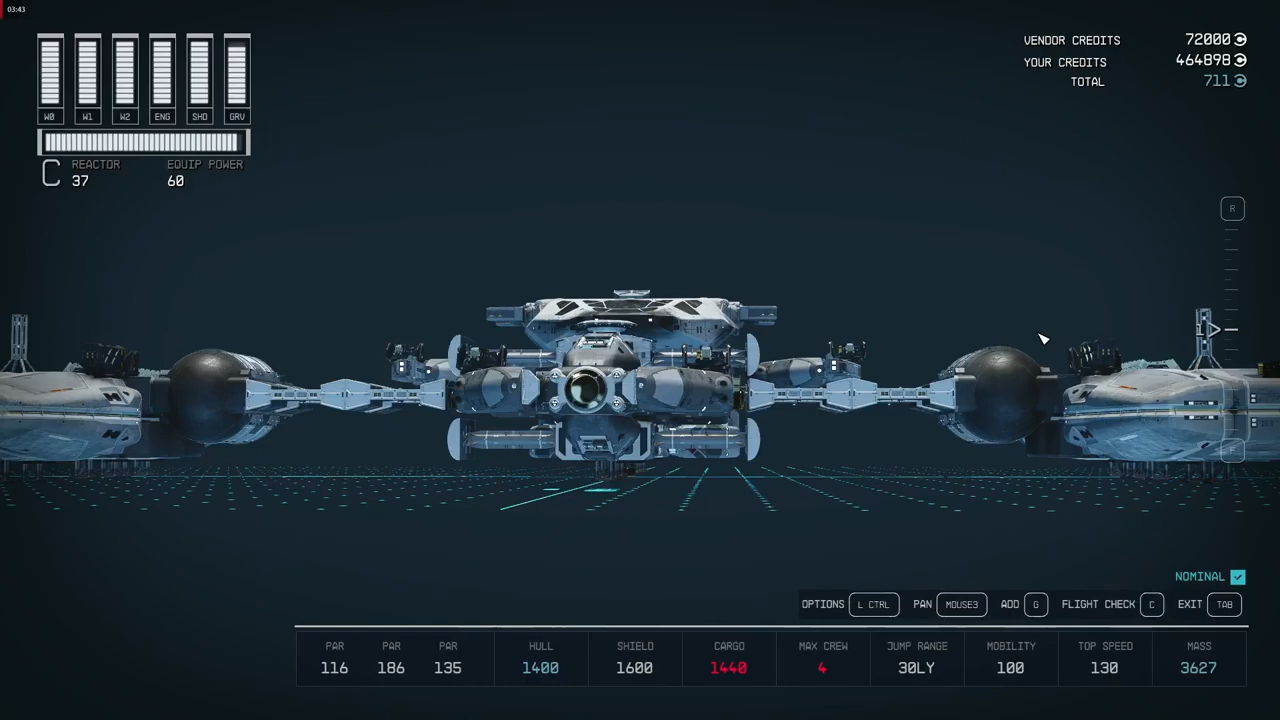 03:43
VENDOR CREDITS 72000
YOUR CREDITS 464898
TOTAL 711
W0 W1 W2 ENG SHD GRV
C REACTOR EQUIP POWER
37 60
R
NOMINAL
OPTIONS L CTRL PAN MOUSE3 ADD G FLIGHT CHECK C EXIT TAB
PAR PAR PAR HULL SHIELD CARGO MAX CREW JUMP RANGE MOBILITY TOP SPEED MASS
116 186 135 1400 1600 1440 4 30LY 100 130 3627